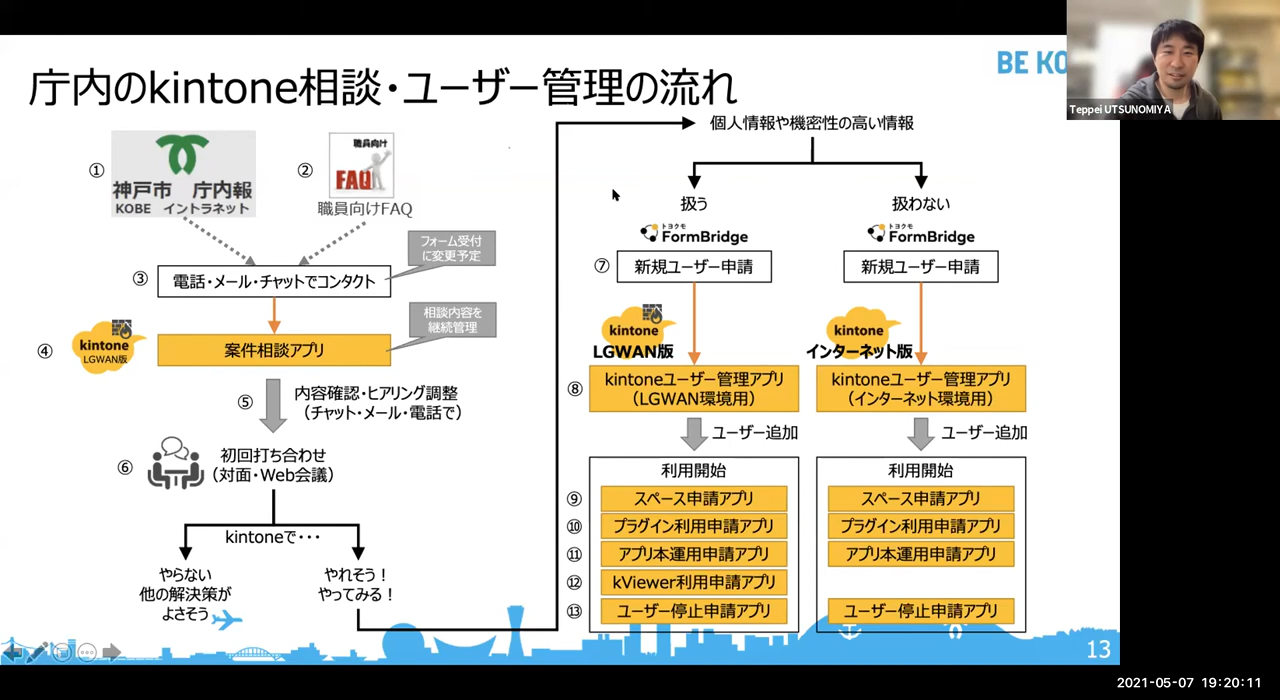 庁内のkintone相談・ユーザー管理の流れ
BE KO
Teppei UTSUNOMIYA
①
神戸市 庁内報
KOBE イントラネット
②
職員向け
FAQ
職員向けFAQ
フォーム受付
に変更予定
③
電話・メール・チャットでコンタクト
相談内容を
継続管理
④
kintone
LGWAN版
案件相談アプリ
⑤
内容確認・ヒアリング調整
（チャット・メール・電話で）
⑥
初回打ち合わせ
（対面・Web会議）
kintoneで・・・
やらない
他の解決策が
よさそう
やれそう！
やってみる！
個人情報や機密性の高い情報
扱う
扱わない
トヨクモ
FormBridge
トヨクモ
FormBridge
⑦
新規ユーザー申請
新規ユーザー申請
kintone
LGWAN版
kintone
インターネット版
⑧
kintoneユーザー管理アプリ
（LGWAN環境用）
kintoneユーザー管理アプリ
（インターネット環境用）
ユーザー追加
ユーザー追加
利用開始
利用開始
⑨
スペース申請アプリ
スペース申請アプリ
⑩
プラグイン利用申請アプリ
プラグイン利用申請アプリ
⑪
アプリ本運用申請アプリ
アプリ本運用申請アプリ
⑫
kViewer利用申請アプリ
⑬
ユーザー停止申請アプリ
ユーザー停止申請アプリ
13
2021-05-07 19:20:11